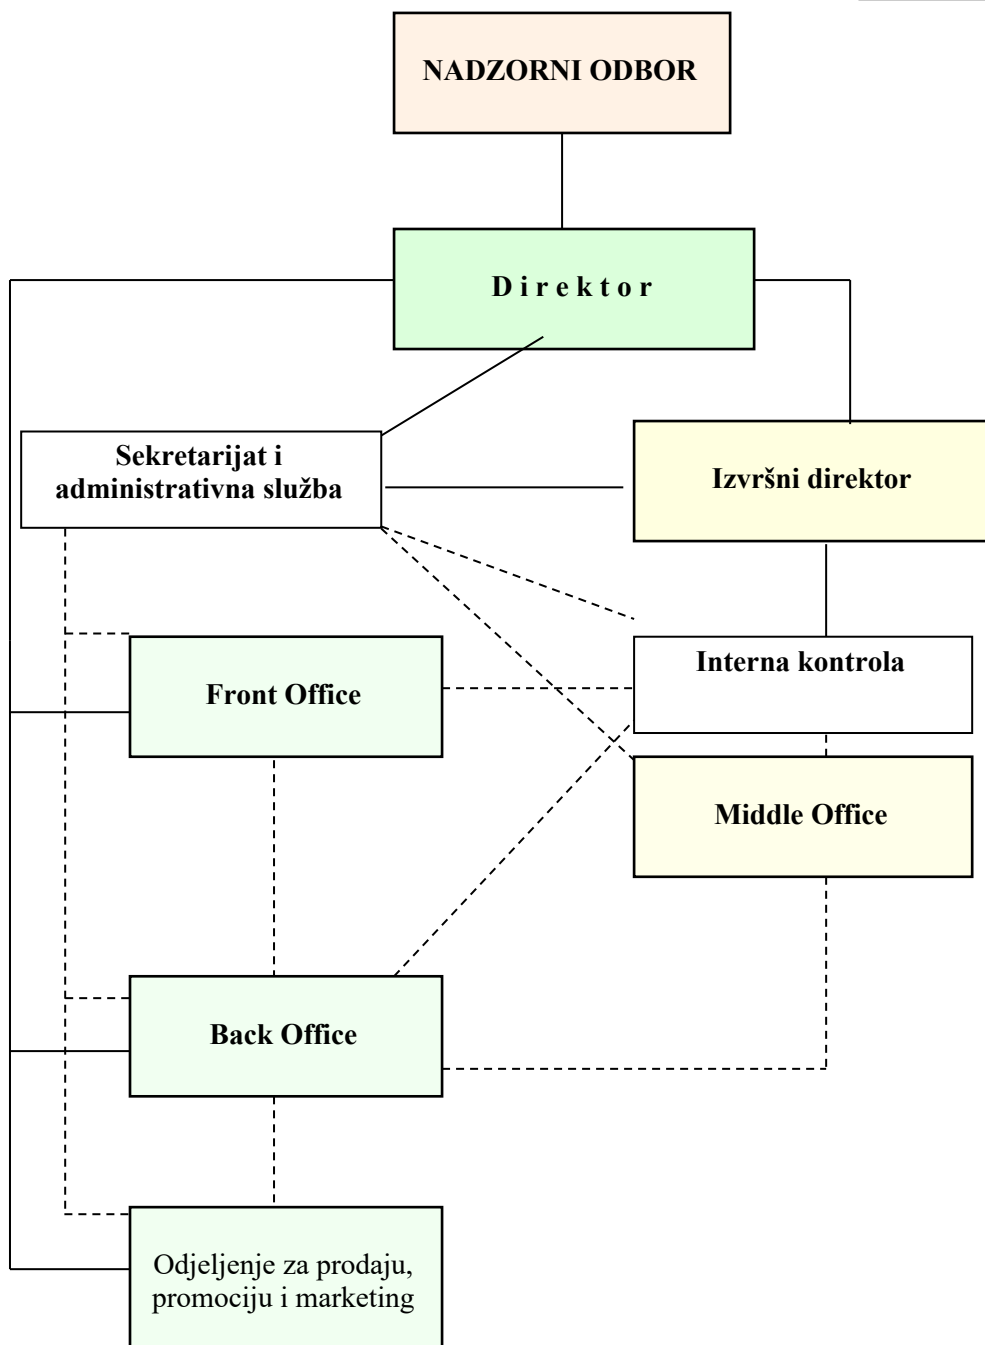 NADZORNI ODBOR
D i r e k t o r
Sekretarijat i
administrativna služba
Izvršni direktor
Interna kontrola
Front Office
Middle Office
Back Office
Odjeljenje za prodaju,
promociju i marketing